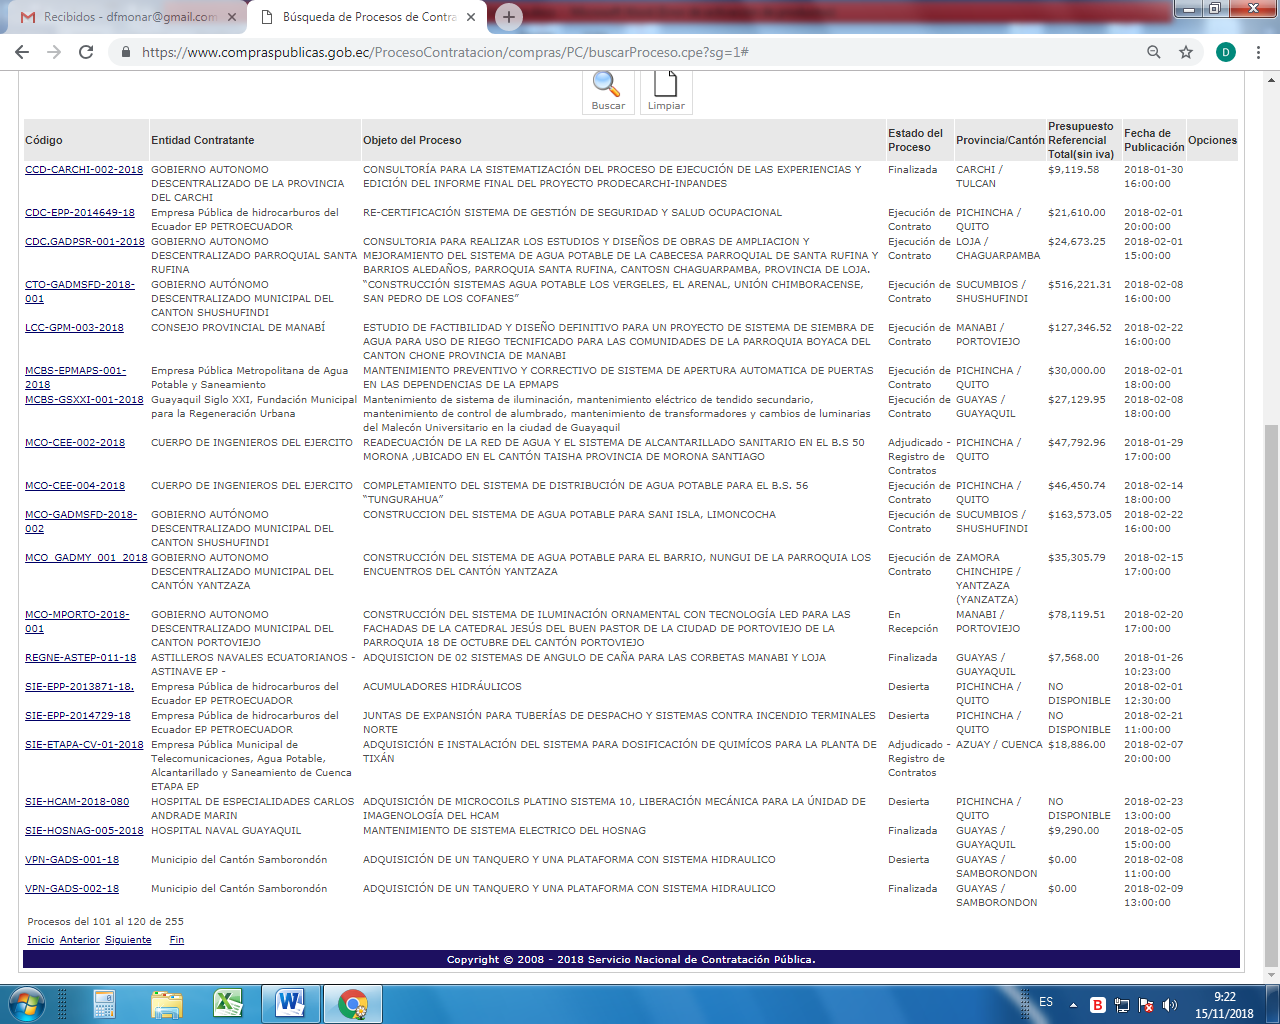 Recibidos - dfmonar@gmail.com
Búsqueda de Procesos de Contra
https://www.compraspublicas.gob.ec/ProcesoContratacion/compras/PC/buscarProceso.cpe?sg=1#
D
Buscar
Limpiar
Código Entidad Contratante Objeto del Proceso Estado del Proceso Provincia/Cantón Presupuesto Referencial Total(sin iva) Fecha de Publicación Opciones
CCD-CARCHI-002-2018 GOBIERNO AUTONOMO CONSULTORÍA PARA LA SISTEMATIZACIÓN DEL PROCESO DE EJECUCIÓN DE LAS EXPERIENCIAS Y Finalizada CARCHI / $9,119.58 2018-01-30
DESCENTRALIZADO DE LA PROVINCIA EDICIÓN DEL INFORME FINAL DEL PROYECTO PRODECARCHI-INPANDES TULCAN 16:00:00
DEL CARCHI
CDC-EPP-2014649-18 Empresa Pública de hidrocarburos del RE-CERTIFICACIÓN SISTEMA DE GESTIÓN DE SEGURIDAD Y SALUD OCUPACIONAL Ejecución de PICHINCHA / $21,610.00 2018-02-01
Ecuador EP PETROECUADOR Contrato QUITO 20:00:00
CDC.GADPSR-001-2018 GOBIERNO AUTONOMO CONSULTORIA PARA REALIZAR LOS ESTUDIOS Y DISEÑOS DE OBRAS DE AMPLIACION Y Ejecución de LOJA / $24,673.25 2018-02-01
DESCENTRALIZADO PARROQUIAL SANTA MEJORAMIENTO DEL SISTEMA DE AGUA POTABLE DE LA CABECESA PARROQUIAL DE SANTA RUFINA Y Contrato CHAGUARPAMBA 15:00:00
RUFINA BARRIOS ALEDAÑOS, PARROQUIA SANTA RUFINA, CANTOSN CHAGUARPAMBA, PROVINCIA DE LOJA.
CTO-GADMSFD-2018- GOBIERNO AUTÓNOMO “CONSTRUCCIÓN SISTEMAS AGUA POTABLE LOS VERGELES, EL ARENAL, UNIÓN CHIMBORACENSE, Ejecución de SUCUMBIOS / $516,221.31 2018-02-08
001 DESCENTRALIZADO MUNICIPAL DEL SAN PEDRO DE LOS COFANES” Contrato SHUSHUFINDI 16:00:00
CANTON SHUSHUFINDI
LCC-GPM-003-2018 CONSEJO PROVINCIAL DE MANABÍ ESTUDIO DE FACTIBILIDAD Y DISEÑO DEFINITIVO PARA UN PROYECTO DE SISTEMA DE SIEMBRA DE Ejecución de MANABI / $127,346.52 2018-02-22
AGUA PARA USO DE RIEGO TECNIFICADO PARA LAS COMUNIDADES DE LA PARROQUIA BOYACA DEL Contrato PORTOVIEJO 16:00:00
CANTON CHONE PROVINCIA DE MANABI
MCBS-EPMAPS-001- Empresa Pública Metropolitana de Agua MANTENIMIENTO PREVENTIVO Y CORRECTIVO DE SISTEMA DE APERTURA AUTOMATICA DE PUERTAS Ejecución de PICHINCHA / $30,000.00 2018-02-01
2018 Potable y Saneamiento EN LAS DEPENDENCIAS DE LA EPMAPS Contrato QUITO 18:00:00
MCBS-GSXXI-001-2018 Guayaquil Siglo XXI, Fundación Municipal Mantenimiento de sistema de iluminación, mantenimiento eléctrico de tendido secundario, Ejecución de GUAYAS / $27,129.95 2018-02-08
para la Regeneración Urbana mantenimiento de control de alumbrado, mantenimiento de transformadores y cambios de luminarias Contrato GUAYAQUIL 18:00:00
del Malecón Universitario en la ciudad de Guayaquil
MCO-CEE-002-2018 CUERPO DE INGENIEROS DEL EJERCITO READECUACIÓN DE LA RED DE AGUA Y EL SISTEMA DE ALCANTARILLADO SANITARIO EN EL B.S 50 Adjudicado - PICHINCHA / $47,792.96 2018-01-29
MORONA ,UBICADO EN EL CANTÓN TAISHA PROVINCIA DE MORONA SANTIAGO Registro de QUITO 17:00:00
Contratos
MCO-CEE-004-2018 CUERPO DE INGENIEROS DEL EJERCITO COMPLETAMIENTO DEL SISTEMA DE DISTRIBUCIÓN DE AGUA POTABLE PARA EL B.S. 56 Ejecución de PICHINCHA / $46,450.74 2018-02-14
“TUNGURAHUA” Contrato QUITO 18:00:00
MCO-GADMSFD-2018- GOBIERNO AUTÓNOMO CONSTRUCCION DEL SISTEMA DE AGUA POTABLE PARA SANI ISLA, LIMONCOCHA Ejecución de SUCUMBIOS / $163,573.05 2018-02-22
002 DESCENTRALIZADO MUNICIPAL DEL Contrato SHUSHUFINDI 16:00:00
CANTON SHUSHUFINDI
MCO_GADMY_001_2018 GOBIERNO AUTONOMO CONSTRUCCIÓN DEL SISTEMA DE AGUA POTABLE PARA EL BARRIO, NUNGUI DE LA PARROQUIA LOS Ejecución de ZAMORA $35,305.79 2018-02-15
DESCENTRALIZADO MUNICIPAL DEL ENCUENTROS DEL CANTÓN YANTZAZA Contrato CHINCHIPE / 17:00:00
CANTÓN YANTZAZA YANTZAZA
(YANZATZA)
MCO-MPORTO-2018- GOBIERNO AUTONOMO CONSTRUCCIÓN DEL SISTEMA DE ILUMINACIÓN ORNAMENTAL CON TECNOLOGÍA LED PARA LAS En MANABI / $78,119.51 2018-02-20
001 DESCENTRALIZADO MUNICIPAL DEL FACHADAS DE LA CATEDRAL JESÚS DEL BUEN PASTOR DE LA CIUDAD DE PORTOVIEJO DE LA Recepción PORTOVIEJO 17:00:00
CANTON PORTOVIEJO PARROQUIA 18 DE OCTUBRE DEL CANTÓN PORTOVIEJO
REGNE-ASTEP-011-18 ASTILLEROS NAVALES ECUATORIANOS - ADQUISICION DE 02 SISTEMAS DE ANGULO DE CAÑA PARA LAS CORBETAS MANABI Y LOJA Finalizada GUAYAS / $7,568.00 2018-01-26
ASTINAVE EP - GUAYAQUIL 10:23:00
SIE-EPP-2013871-18. Empresa Pública de hidrocarburos del ACUMULADORES HIDRÁULICOS Desierta PICHINCHA / NO 2018-02-01
Ecuador EP PETROECUADOR QUITO DISPONIBLE 12:30:00
SIE-EPP-2014729-18 Empresa Pública de hidrocarburos del JUNTAS DE EXPANSIÓN PARA TUBERÍAS DE DESPACHO Y SISTEMAS CONTRA INCENDIO TERMINALES Desierta PICHINCHA / NO 2018-02-21
Ecuador EP PETROECUADOR NORTE QUITO DISPONIBLE 11:00:00
SIE-ETAPA-CV-01-2018 Empresa Pública Municipal de ADQUISICIÓN E INSTALACIÓN DEL SISTEMA PARA DOSIFICACIÓN DE QUIMÍCOS PARA LA PLANTA DE Adjudicado - AZUAY / CUENCA $18,886.00 2018-02-07
Telecomunicaciones, Agua Potable, TIXÁN Registro de 20:00:00
Alcantarillado y Saneamiento de Cuenca Contratos
ETAPA EP
SIE-HCAM-2018-080 HOSPITAL DE ESPECIALIDADES CARLOS ADQUISICIÓN DE MICROCOILS PLATINO SISTEMA 10, LIBERACIÓN MECÁNICA PARA LA ÚNIDAD DE Desierta PICHINCHA / NO 2018-02-23
ANDRADE MARIN IMAGENOLOGÍA DEL HCAM QUITO DISPONIBLE 13:00:00
SIE-HOSNAG-005-2018 HOSPITAL NAVAL GUAYAQUIL MANTENIMIENTO DE SISTEMA ELECTRICO DEL HOSNAG Finalizada GUAYAS / $9,290.00 2018-02-05
GUAYAQUIL 15:00:00
VPN-GADS-001-18 Municipio del Cantón Samborondón ADQUISICIÓN DE UN TANQUERO Y UNA PLATAFORMA CON SISTEMA HIDRAULICO Desierta GUAYAS / $0.00 2018-02-08
SAMBORONDON 11:00:00
VPN-GADS-002-18 Municipio del Cantón Samborondón ADQUISICIÓN DE UN TANQUERO Y UNA PLATAFORMA CON SISTEMA HIDRAULICO Finalizada GUAYAS / $0.00 2018-02-09
SAMBORONDON 13:00:00
Procesos del 101 al 120 de 255
Inicio Anterior Siguiente Fin
Copyright © 2008 - 2018 Servicio Nacional de Contratación Pública.
ES
B
9:22
15/11/2018